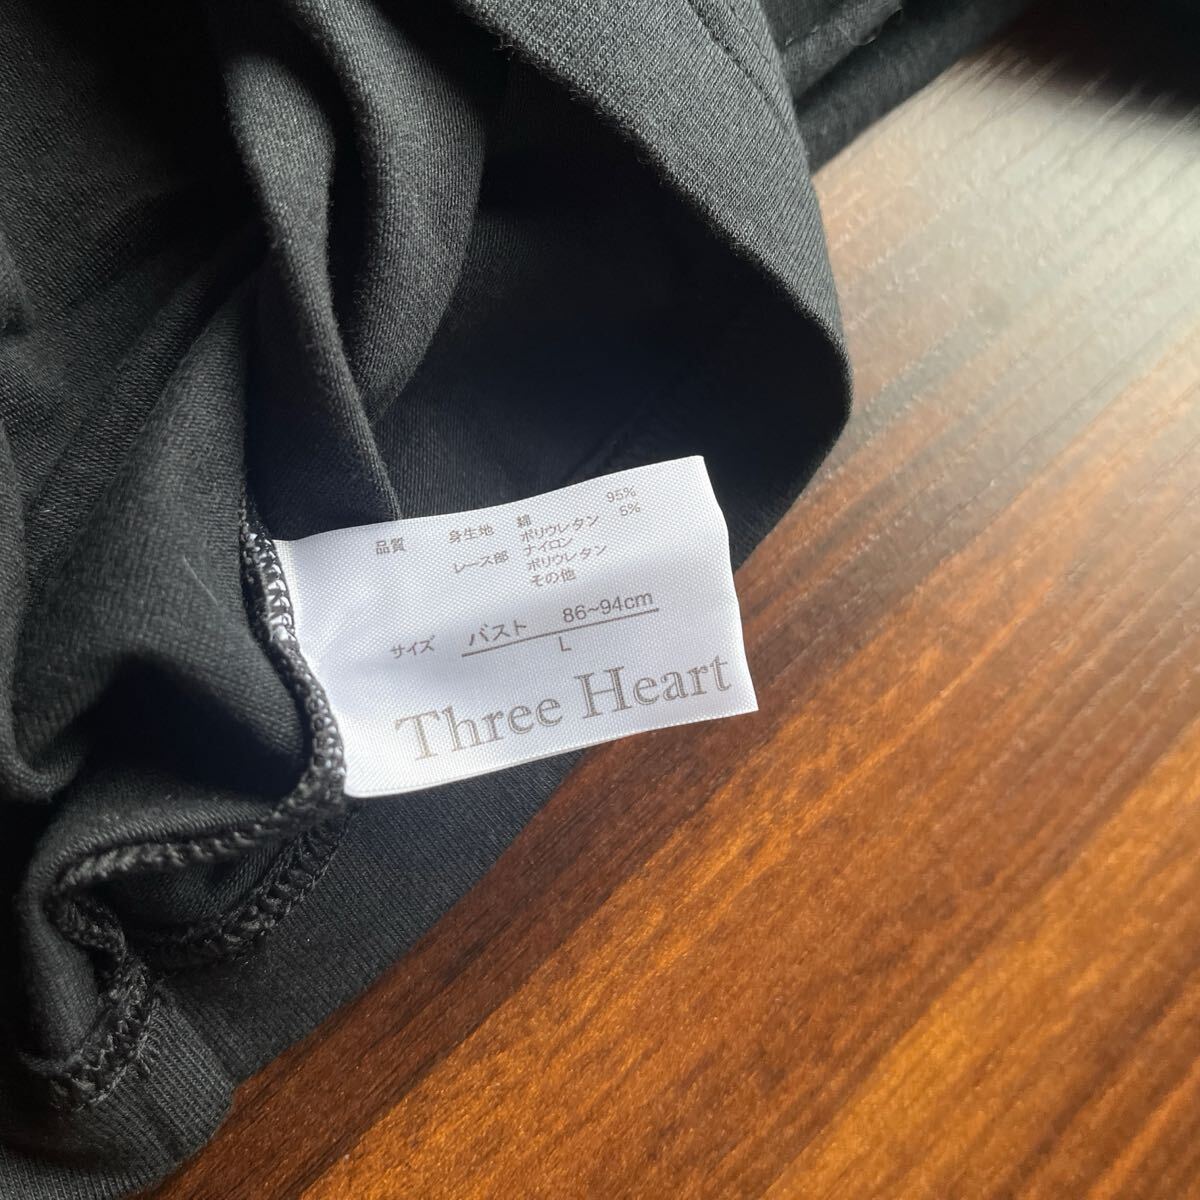 品質 身生地 綿 95%
ポリウレタン 5%
レース部 ナイロン
ポリウレタン
その他
サイズ バスト 86~94cm
L
Three Heart